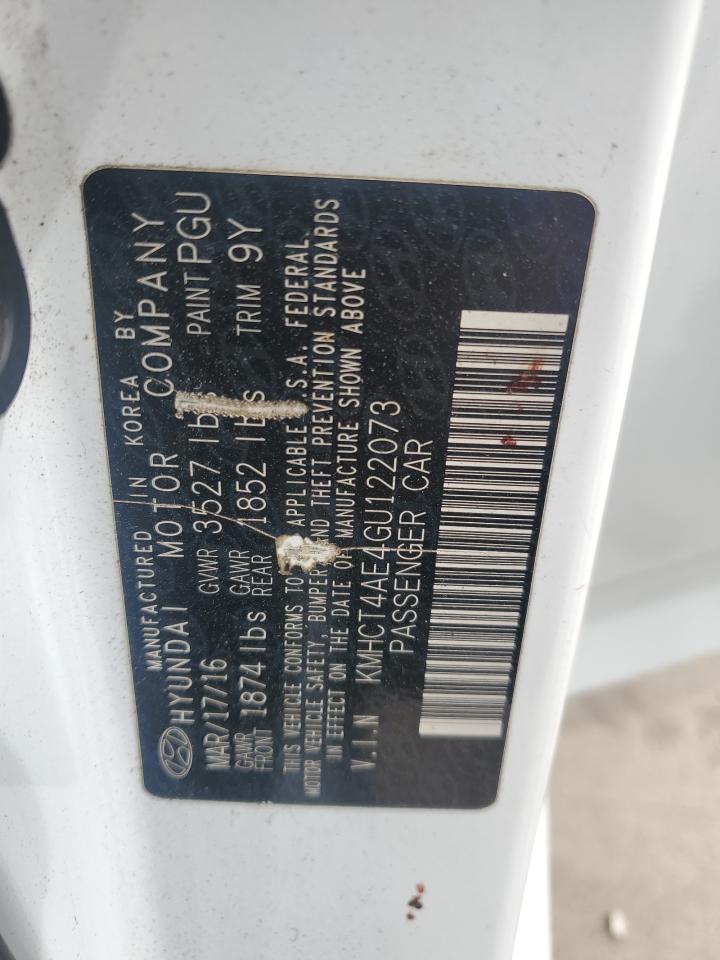 MANUFACTURED IN KOREA BY
HYUNDAI MOTOR COMPANY
MAR/17/16 GVWR 3527 lbs PAINT PGU
GAWR FRONT 1874 lbs GAWR REAR 1852 lbs TRIM 9Y
THIS VEHICLE CONFORMS TO APPLICABLE U.S.A. FEDERAL
MOTOR VEHICLE SAFETY, BUMPER AND THEFT PREVENTION STANDARDS
IN EFFECT ON THE DATE OF MANUFACTURE SHOWN ABOVE
V.I.N KMHCT4AE4GU122073
PASSENGER CAR